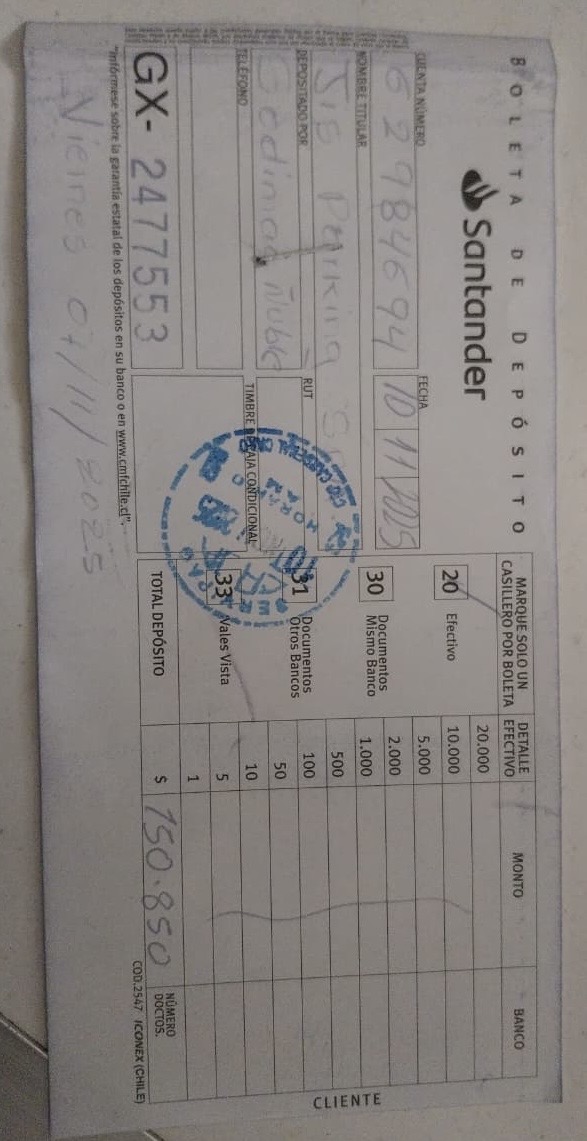 BOLETA DE DEPÓSITO
Santander
CUENTA NÚMERO
FECHA
6 2984694
10 11 2025
NOMBRE TITULAR
Jis Parking
DEPOSITADO POR
RUT
TELÉFONO
TIMBRE CAJA CONDICIONAL
GX- 2477553
"Infórmese sobre la garantía estatal de los depósitos en su banco o en www.cmfchile.cl".
Viernes 07/11/2025
MARQUE SOLO UN CASILLERO POR BOLETA
20 Efectivo
30 Documentos Mismo Banco
31 Documentos Otros Bancos
33 Vales Vista
TOTAL DEPÓSITO
DETALLE EFECTIVO
MONTO
BANCO
20.000
10.000
5.000
2.000
1.000
500
100
50
10
5
1
$ 150.850
NÚMERO DOCTOS.
COD.2547 ICONEX (CHILE)
CLIENTE